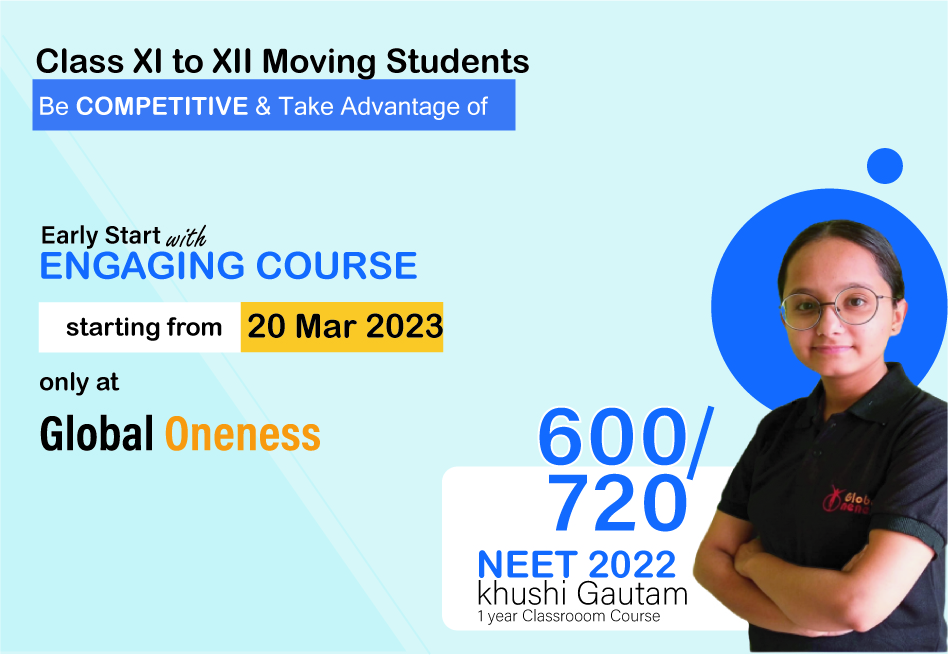 Class XI to XII Moving Students
Be COMPETITIVE & Take Advantage of
Early Start with
ENGAGING COURSE
starting from 20 Mar 2023
only at
Global Oneness
600/
720
NEET 2022
khushi Gautam
1 year Classrooom Course